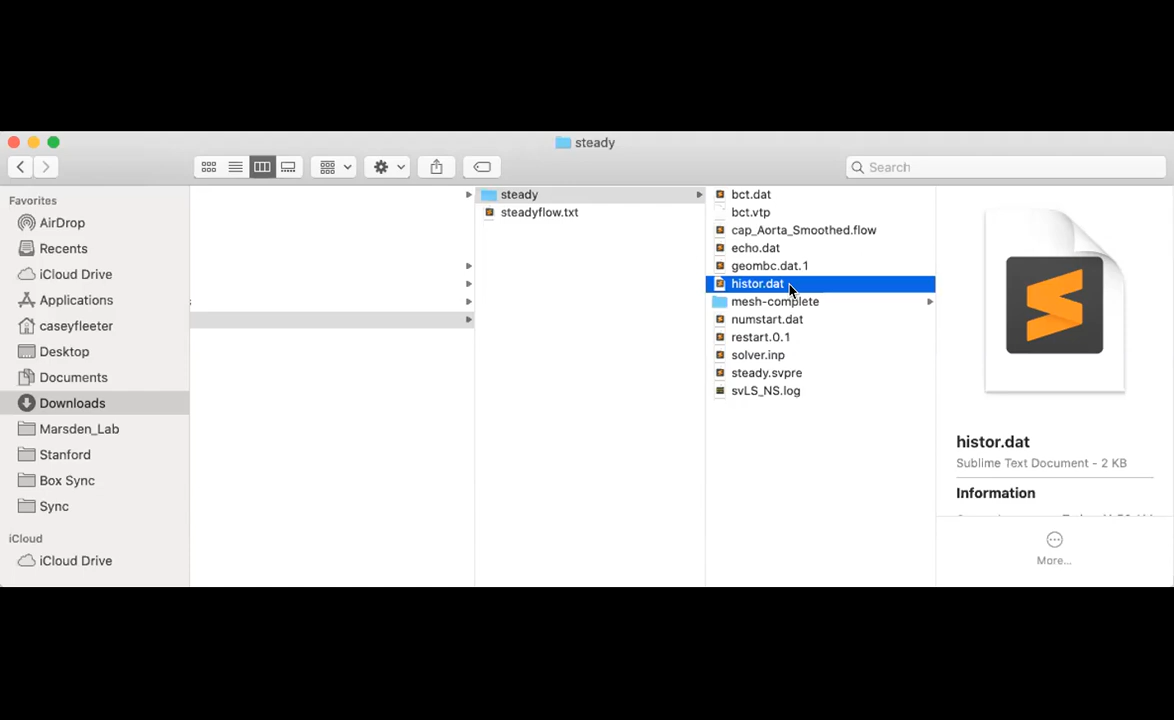 steady
Search
Favorites
AirDrop
Recents
iCloud Drive
Applications
caseyfleeter
Desktop
Documents
Downloads
Marsden_Lab
Stanford
Box Sync
Sync
iCloud
iCloud Drive
steady
steadyflow.txt
bct.dat
bct.vtp
cap_Aorta_Smoothed.flow
echo.dat
geombc.dat.1
histor.dat
mesh-complete
numstart.dat
restart.0.1
solver.inp
steady.svpre
svLS_NS.log
histor.dat
Sublime Text Document - 2 KB
Information
More...